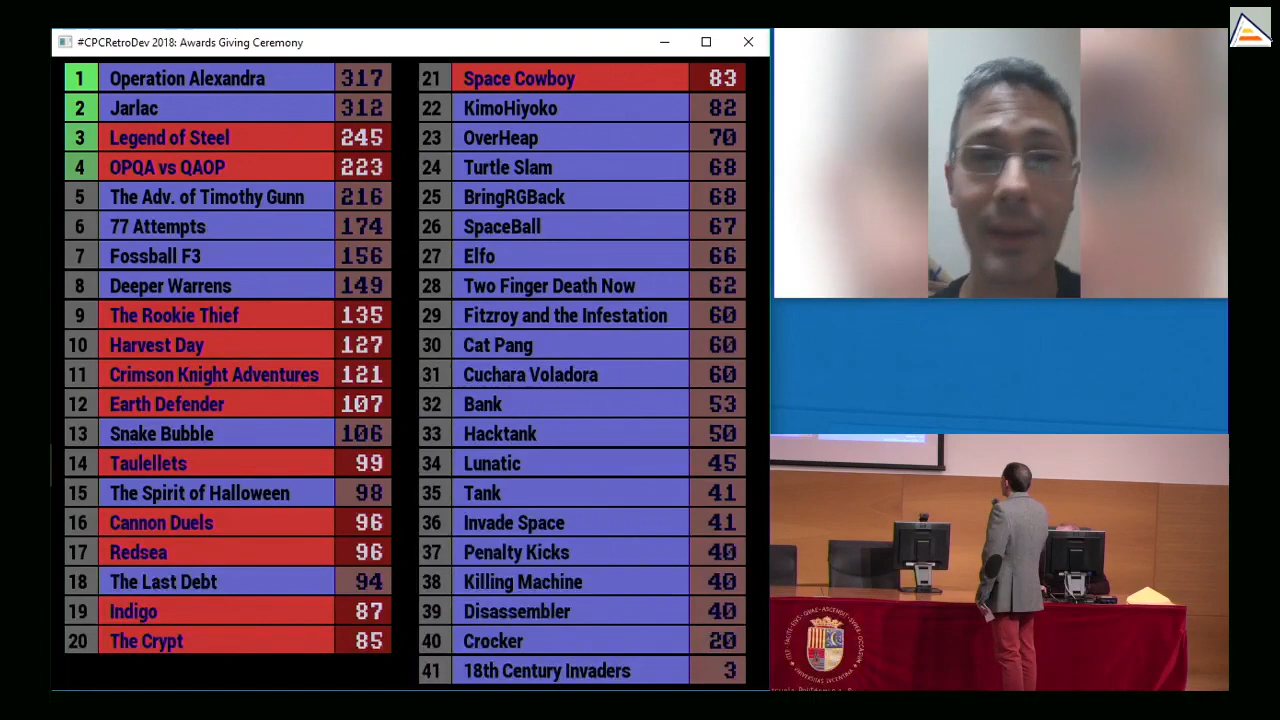 #CPCRetroDev 2018: Awards Giving Ceremony
1 Operation Alexandra 317
2 Jarlac 312
3 Legend of Steel 245
4 OPQA vs QAOP 223
5 The Adv. of Timothy Gunn 216
6 77 Attempts 174
7 Fossball F3 156
8 Deeper Warrens 149
9 The Rookie Thief 135
10 Harvest Day 127
11 Crimson Knight Adventures 121
12 Earth Defender 107
13 Snake Bubble 106
14 Taulellets 99
15 The Spirit of Halloween 98
16 Cannon Duels 96
17 Redsea 96
18 The Last Debt 94
19 Indigo 87
20 The Crypt 85
21 Space Cowboy 83
22 KimoHiyoko 82
23 OverHeap 70
24 Turtle Slam 68
25 BringRGBack 68
26 SpaceBall 67
27 Elfo 66
28 Two Finger Death Now 62
29 Fitzroy and the Infestation 60
30 Cat Pang 60
31 Cuchara Voladora 60
32 Bank 53
33 Hacktank 50
34 Lunatic 45
35 Tank 41
36 Invade Space 41
37 Penalty Kicks 40
38 Killing Machine 40
39 Disassembler 40
40 Crocker 20
41 18th Century Invaders 3